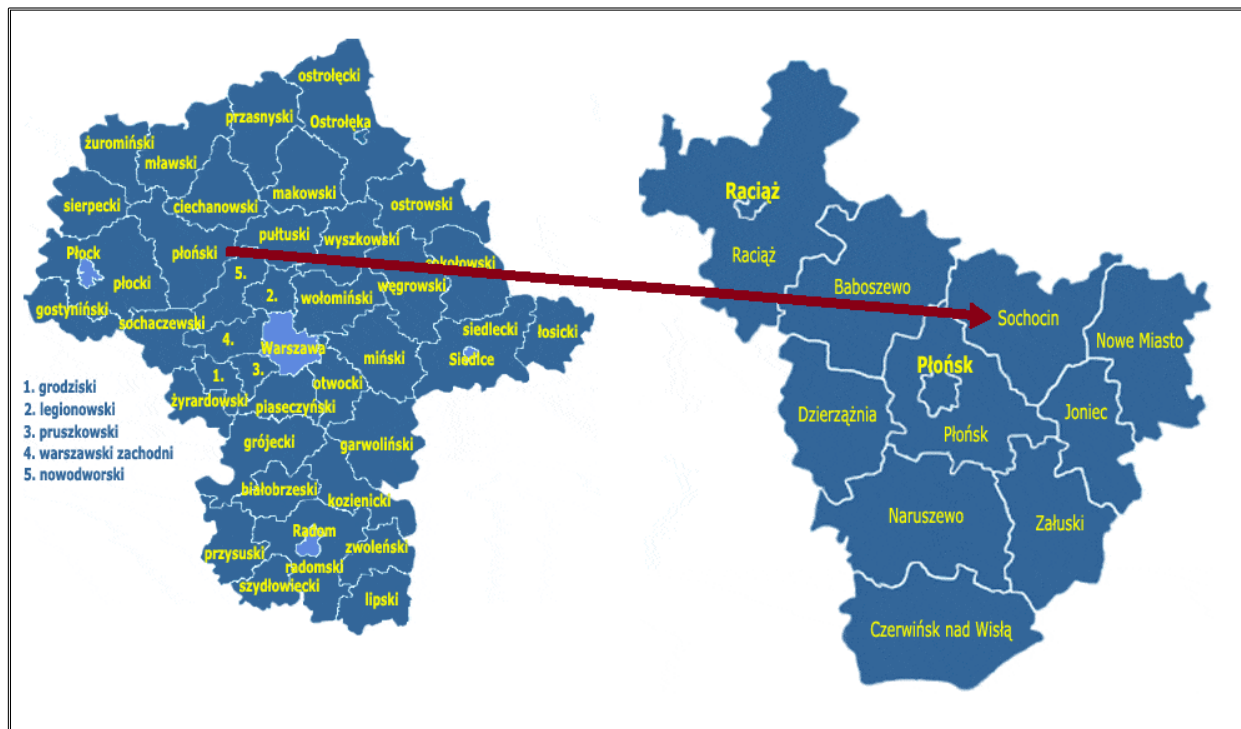 ostrołęcki
przasnyski
Ostrołęka
żuromiński
mławski
makowski
sierpecki
ciechanowski
ostrowski
pułtuski
wyszkowski
Płock
płoński
sokołowski
5.
płocki
węgrowski
2.
wołomiński
gostyniński
sochaczewski
siedlecki
łosicki
4.
Warszawa
miński
Siedlce
3.
1.
otwocki
żyrardowski
piaseczyński
1. grodziski
2. legionowski
3. pruszkowski
4. warszawski zachodni
5. nowodworski
grójecki
garwoliński
białobrzeski
kozienicki
Radom
zwoleński
przysuski
radomski
szydłowiecki
lipski
Raciąż
Raciąż
Baboszewo
Sochocin
Nowe Miasto
Płońsk
Dzierzążnia
Joniec
Płońsk
Naruszewo
Załuski
Czerwińsk nad Wisłą